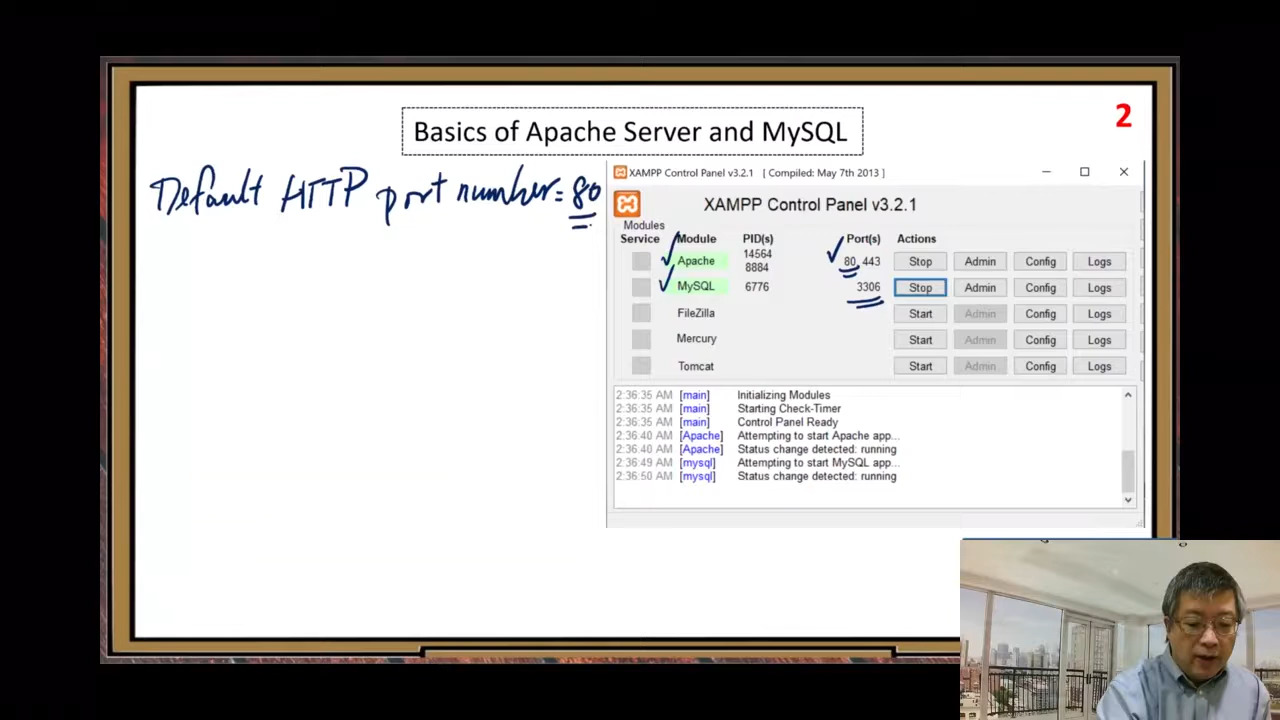 Basics of Apache Server and MySQL
2
Default HTTP port number = 80
XAMPP Control Panel v3.2.1 [ Compiled: May 7th 2013 ]
XAMPP Control Panel v3.2.1
Modules
Service Module PID(s) Port(s) Actions
Apache 14564 8884 80, 443 Stop Admin Config Logs
MySQL 6776 3306 Stop Admin Config Logs
FileZilla Start Admin Config Logs
Mercury Start Admin Config Logs
Tomcat Start Admin Config Logs
2:36:35 AM [main] Initializing Modules
2:36:35 AM [main] Starting Check-Timer
2:36:35 AM [main] Control Panel Ready
2:36:40 AM [Apache] Attempting to start Apache app...
2:36:40 AM [Apache] Status change detected: running
2:36:49 AM [mysql] Attempting to start MySQL app...
2:36:50 AM [mysql] Status change detected: running